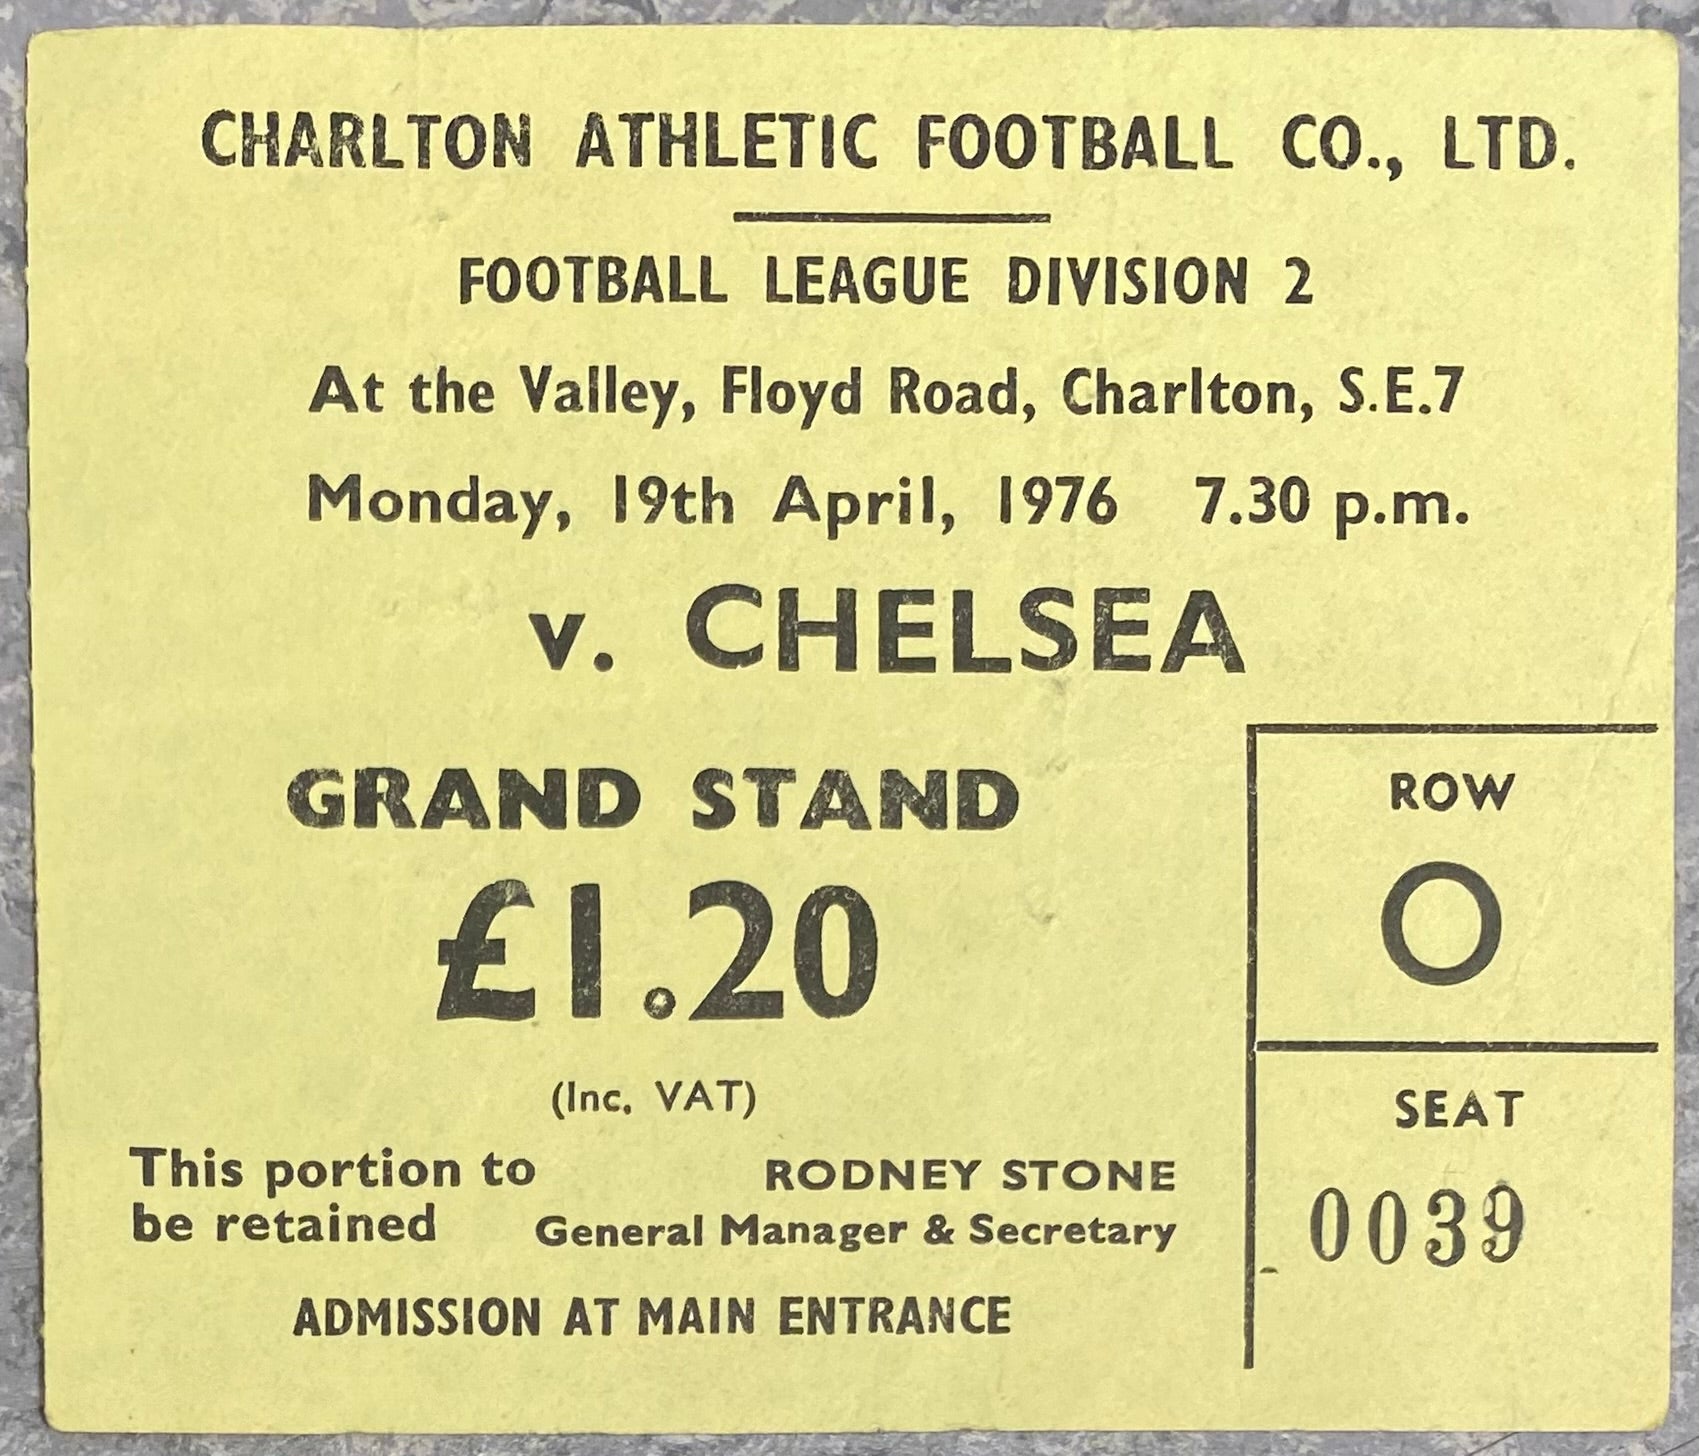 CHARLTON ATHLETIC FOOTBALL CO., LTD.
FOOTBALL LEAGUE DIVISION 2
At the Valley, Floyd Road, Charlton, S.E.7
Monday, 19th April, 1976 7.30 p.m.
v. CHELSEA
GRAND STAND
£1.20
(Inc. VAT)
This portion to
be retained
RODNEY STONE
General Manager & Secretary
ADMISSION AT MAIN ENTRANCE
ROW
O
SEAT
0039